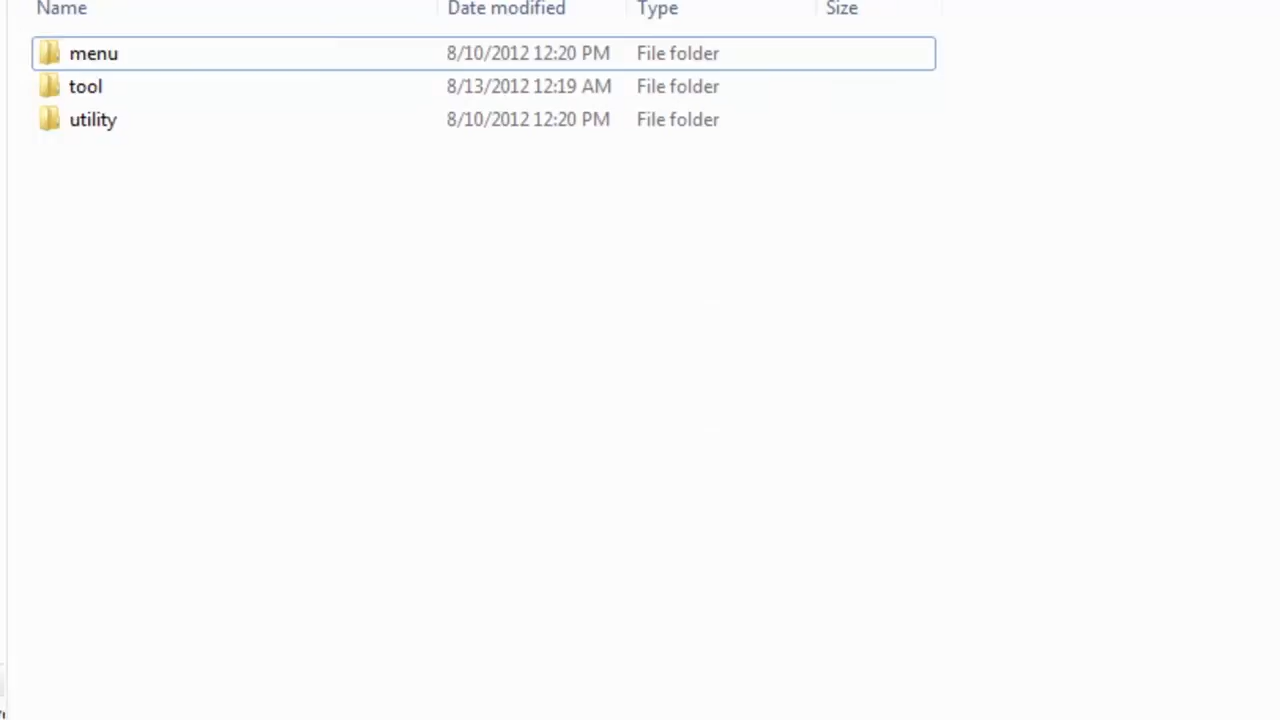 Name Date modified Type Size
menu 8/10/2012 12:20 PM File folder
tool 8/13/2012 12:19 AM File folder
utility 8/10/2012 12:20 PM File folder